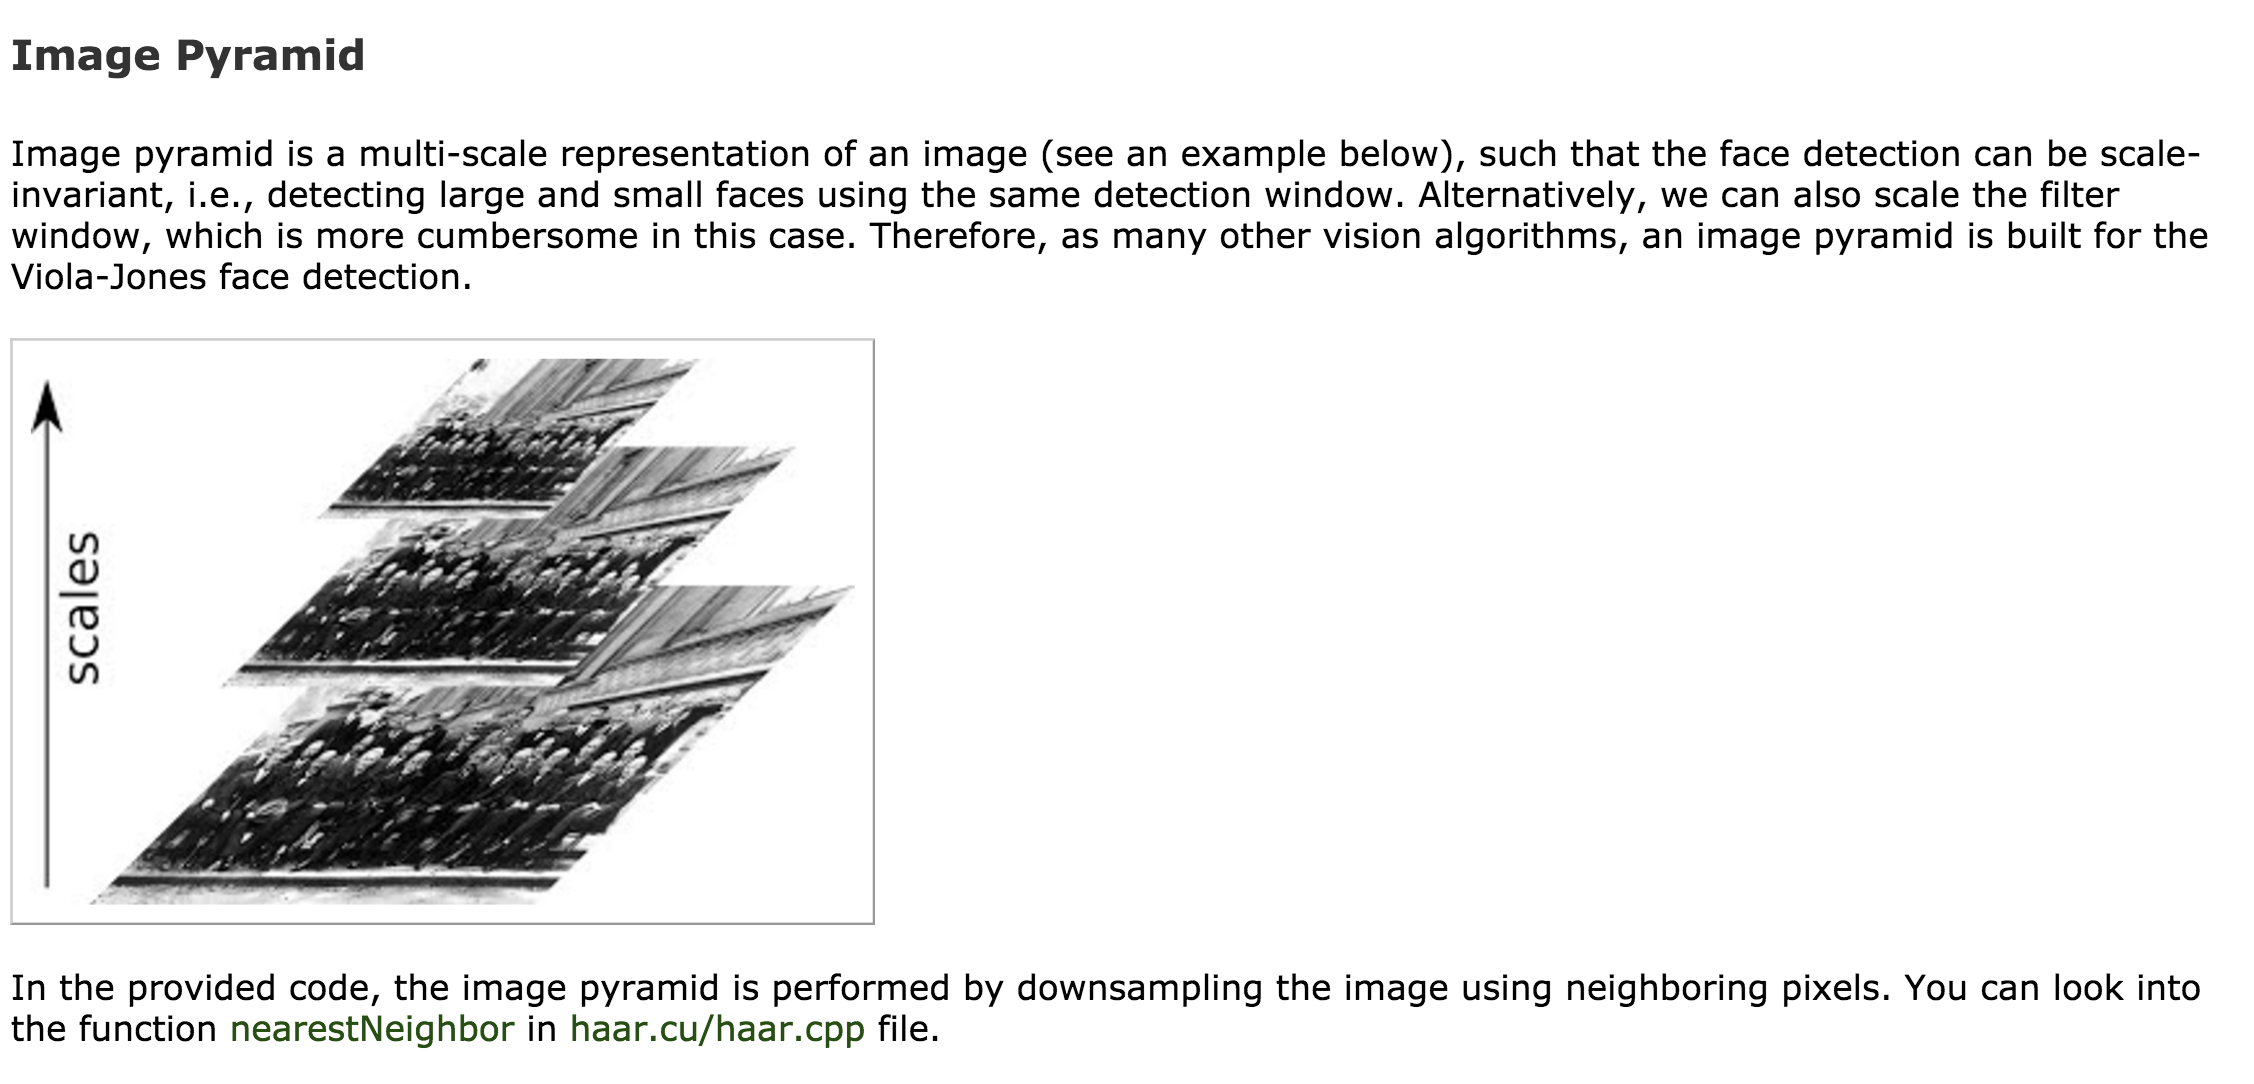 Image Pyramid
Image pyramid is a multi-scale representation of an image (see an example below), such that the face detection can be scale-
invariant, i.e., detecting large and small faces using the same detection window. Alternatively, we can also scale the filter
window, which is more cumbersome in this case. Therefore, as many other vision algorithms, an image pyramid is built for the
Viola-Jones face detection.
scales
In the provided code, the image pyramid is performed by downsampling the image using neighboring pixels. You can look into
the function nearestNeighbor in haar.cu/haar.cpp file.